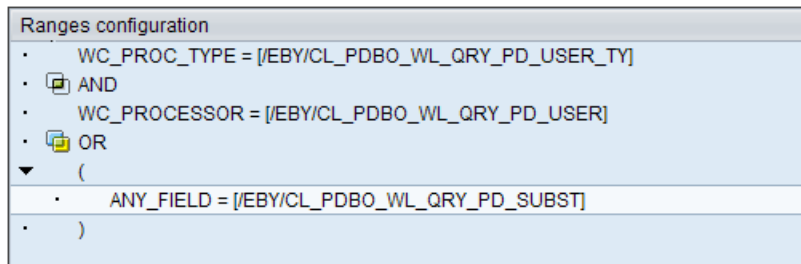 Ranges configuration
WC_PROC_TYPE = [/EBY/CL_PDBO_WL_QRY_PD_USER_TY]
AND
WC_PROCESSOR = [/EBY/CL_PDBO_WL_QRY_PD_USER]
OR
(
ANY_FIELD = [/EBY/CL_PDBO_WL_QRY_PD_SUBST]
)